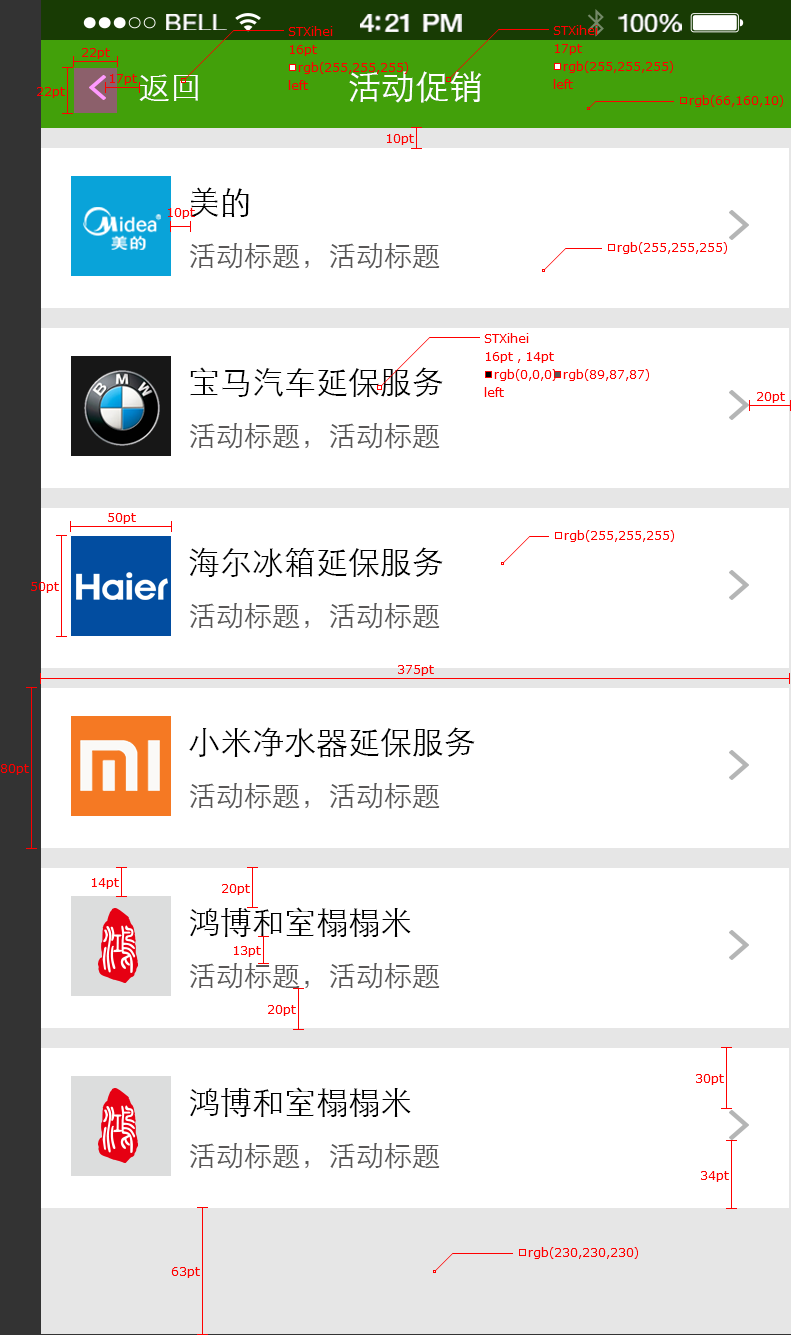 BELL 4:21 PM 100%
返回
活动促销
22pt
22pt
17pt
STXihei
16pt
rgb(255,255,255)
left
STXihei
17pt
rgb(255,255,255)
left
rgb(66,160,10)
10pt
Midea
美的
10pt
美的
活动标题，活动标题
rgb(255,255,255)
BMW
宝马汽车延保服务
活动标题，活动标题
STXihei
16pt , 14pt
rgb(0,0,0) rgb(89,87,87)
left
20pt
50pt
50pt
Haier
海尔冰箱延保服务
活动标题，活动标题
rgb(255,255,255)
375pt
80pt
mi
小米净水器延保服务
活动标题，活动标题
14pt
20pt
鸿
鸿博和室榻榻米
13pt
活动标题，活动标题
20pt
鸿
鸿博和室榻榻米
活动标题，活动标题
30pt
34pt
63pt
rgb(230,230,230)